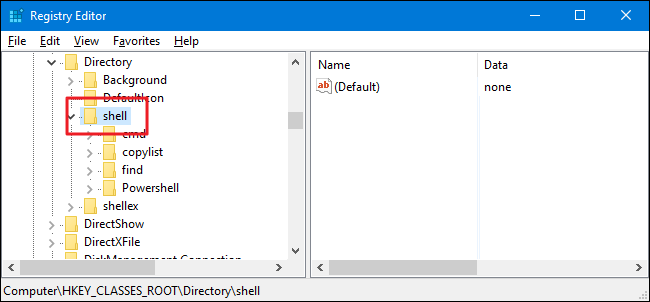 Registry Editor
File Edit View Favorites Help
Directory
Background
DefaultIcon
shell
cmd
copylist
find
Powershell
shellex
DirectShow
DirectXFile
DiskManagement.Connection
Name Data
ab (Default) none
Computer\HKEY_CLASSES_ROOT\Directory\shell